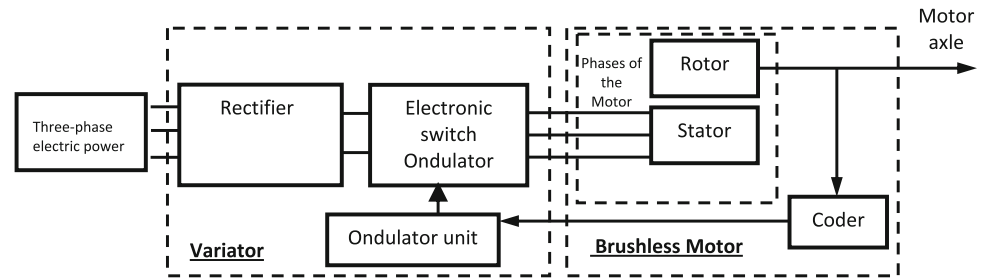 Three-phase
electric power
Rectifier
Electronic
switch
Ondulator
Ondulator unit
Variator
Phases of
the
Motor
Rotor
Stator
Motor
axle
Coder
Brushless Motor